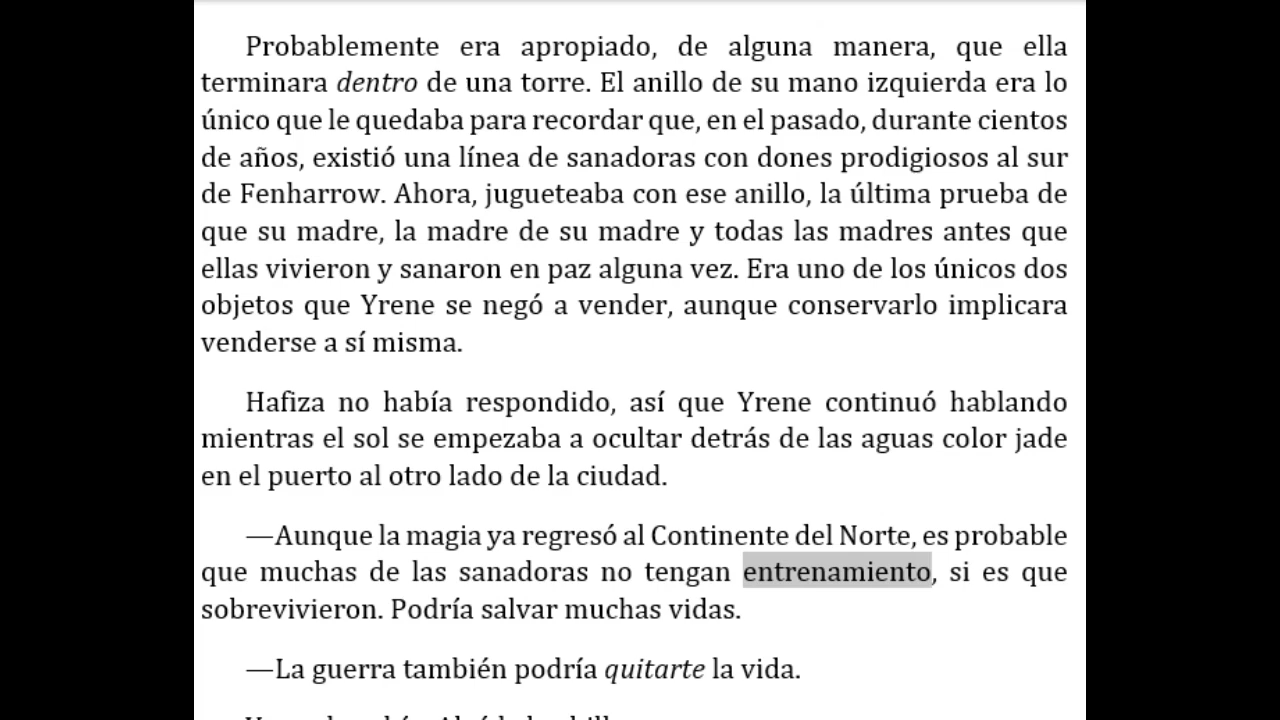 Probablemente era apropiado, de alguna manera, que ella
terminara dentro de una torre. El anillo de su mano izquierda era lo
único que le quedaba para recordar que, en el pasado, durante cientos
de años, existió una línea de sanadoras con dones prodigiosos al sur
de Fenharrow. Ahora, jugueteaba con ese anillo, la última prueba de
que su madre, la madre de su madre y todas las madres antes que
ellas vivieron y sanaron en paz alguna vez. Era uno de los únicos dos
objetos que Yrene se negó a vender, aunque conservarlo implicara
venderse a sí misma.
Hafiza no había respondido, así que Yrene continuó hablando
mientras el sol se empezaba a ocultar detrás de las aguas color jade
en el puerto al otro lado de la ciudad.
—Aunque la magia ya regresó al Continente del Norte, es probable
que muchas de las sanadoras no tengan entrenamiento, si es que
sobrevivieron. Podría salvar muchas vidas.
—La guerra también podría quitarte la vida.